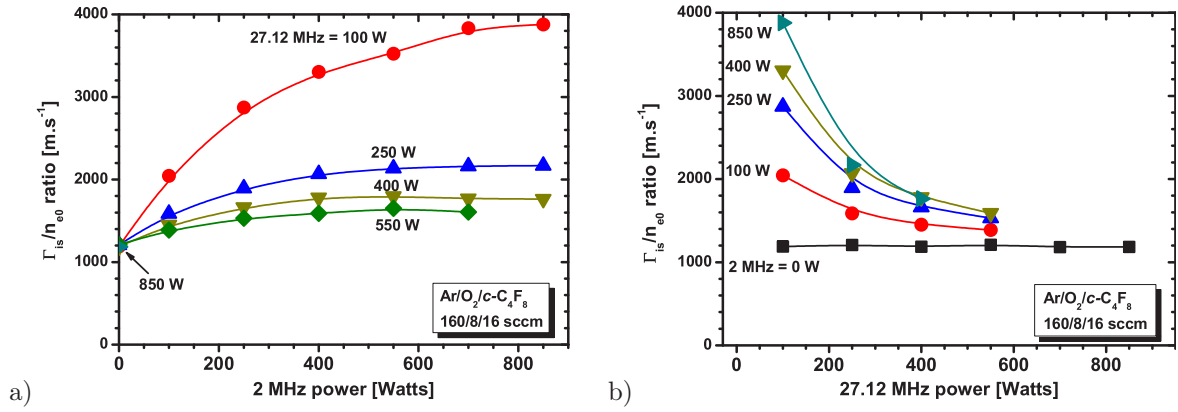 4000
3000
2000
1000
0
0
200
400
600
800
Γis/ne0 ratio [m.s-1]
2 MHz power [Watts]
27.12 MHz = 100 W
250 W
400 W
550 W
850 W
Ar/O2/c-C4F8
160/8/16 sccm
a)
4000
3000
2000
1000
0
0
200
400
600
800
Γis/ne0 ratio [m.s-1]
27.12 MHz power [Watts]
850 W
400 W
250 W
100 W
2 MHz = 0 W
Ar/O2/c-C4F8
160/8/16 sccm
b)